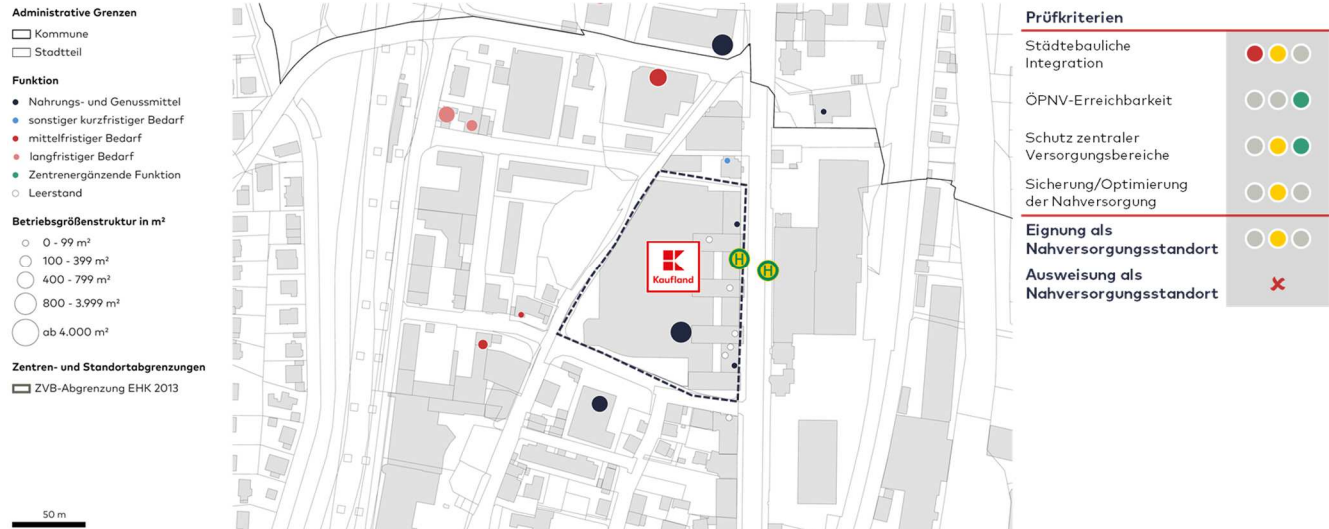 Administrative Grenzen
Kommune
Stadtteil
Funktion
Nahrungs- und Genussmittel
sonstiger kurzfristiger Bedarf
mittelfristiger Bedarf
langfristiger Bedarf
Zentrenergänzende Funktion
Leerstand
Betriebsgrößenstruktur in m²
0 - 99 m²
100 - 399 m²
400 - 799 m²
800 - 3.999 m²
ab 4.000 m²
Zentren- und Standortabgrenzungen
ZVB-Abgrenzung EHK 2013
50 m
Kaufland
H
H
Prüfkriterien
Städtebauliche
Integration
ÖPNV-Erreichbarkeit
Schutz zentraler
Versorgungsbereiche
Sicherung/Optimierung
der Nahversorgung
Eignung als
Nahversorgungsstandort
Ausweisung als
Nahversorgungsstandort